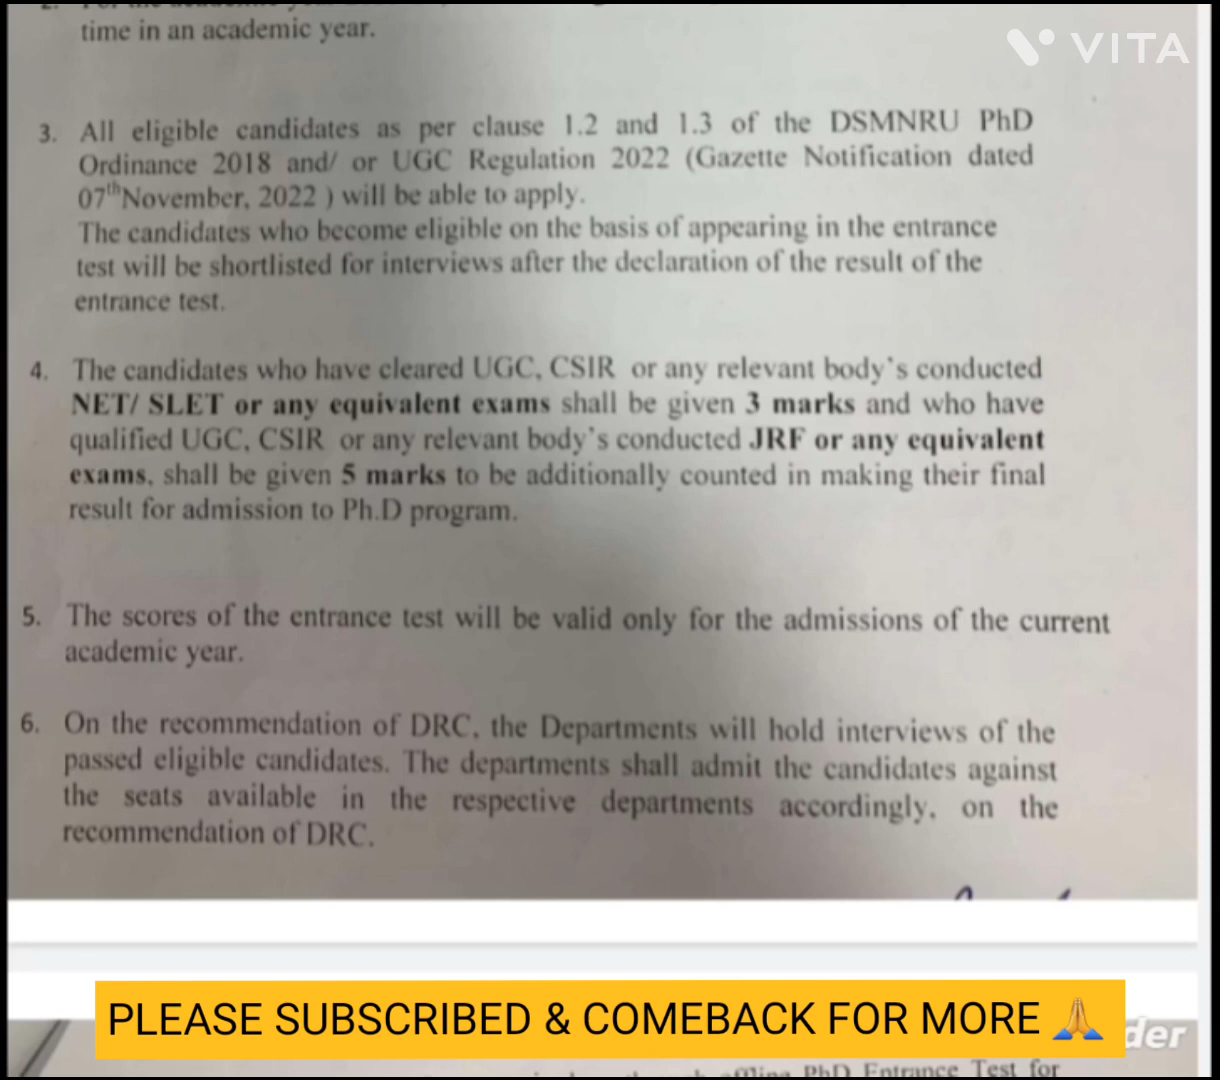 time in an academic year.
VITA
3. All eligible candidates as per clause 1.2 and 1.3 of the DSMNRU PhD
Ordinance 2018 and/ or UGC Regulation 2022 (Gazette Notification dated
07thNovember, 2022 ) will be able to apply.
The candidates who become eligible on the basis of appearing in the entrance
test will be shortlisted for interviews after the declaration of the result of the
entrance test.
4. The candidates who have cleared UGC, CSIR or any relevant body's conducted
NET/ SLET or any equivalent exams shall be given 3 marks and who have
qualified UGC, CSIR or any relevant body's conducted JRF or any equivalent
exams, shall be given 5 marks to be additionally counted in making their final
result for admission to Ph.D program.
5. The scores of the entrance test will be valid only for the admissions of the current
academic year.
6. On the recommendation of DRC, the Departments will hold interviews of the
passed eligible candidates. The departments shall admit the candidates against
the seats available in the respective departments accordingly, on the
recommendation of DRC.
PLEASE SUBSCRIBED & COMEBACK FOR MORE 🙏
der
PhD Entrance Test for